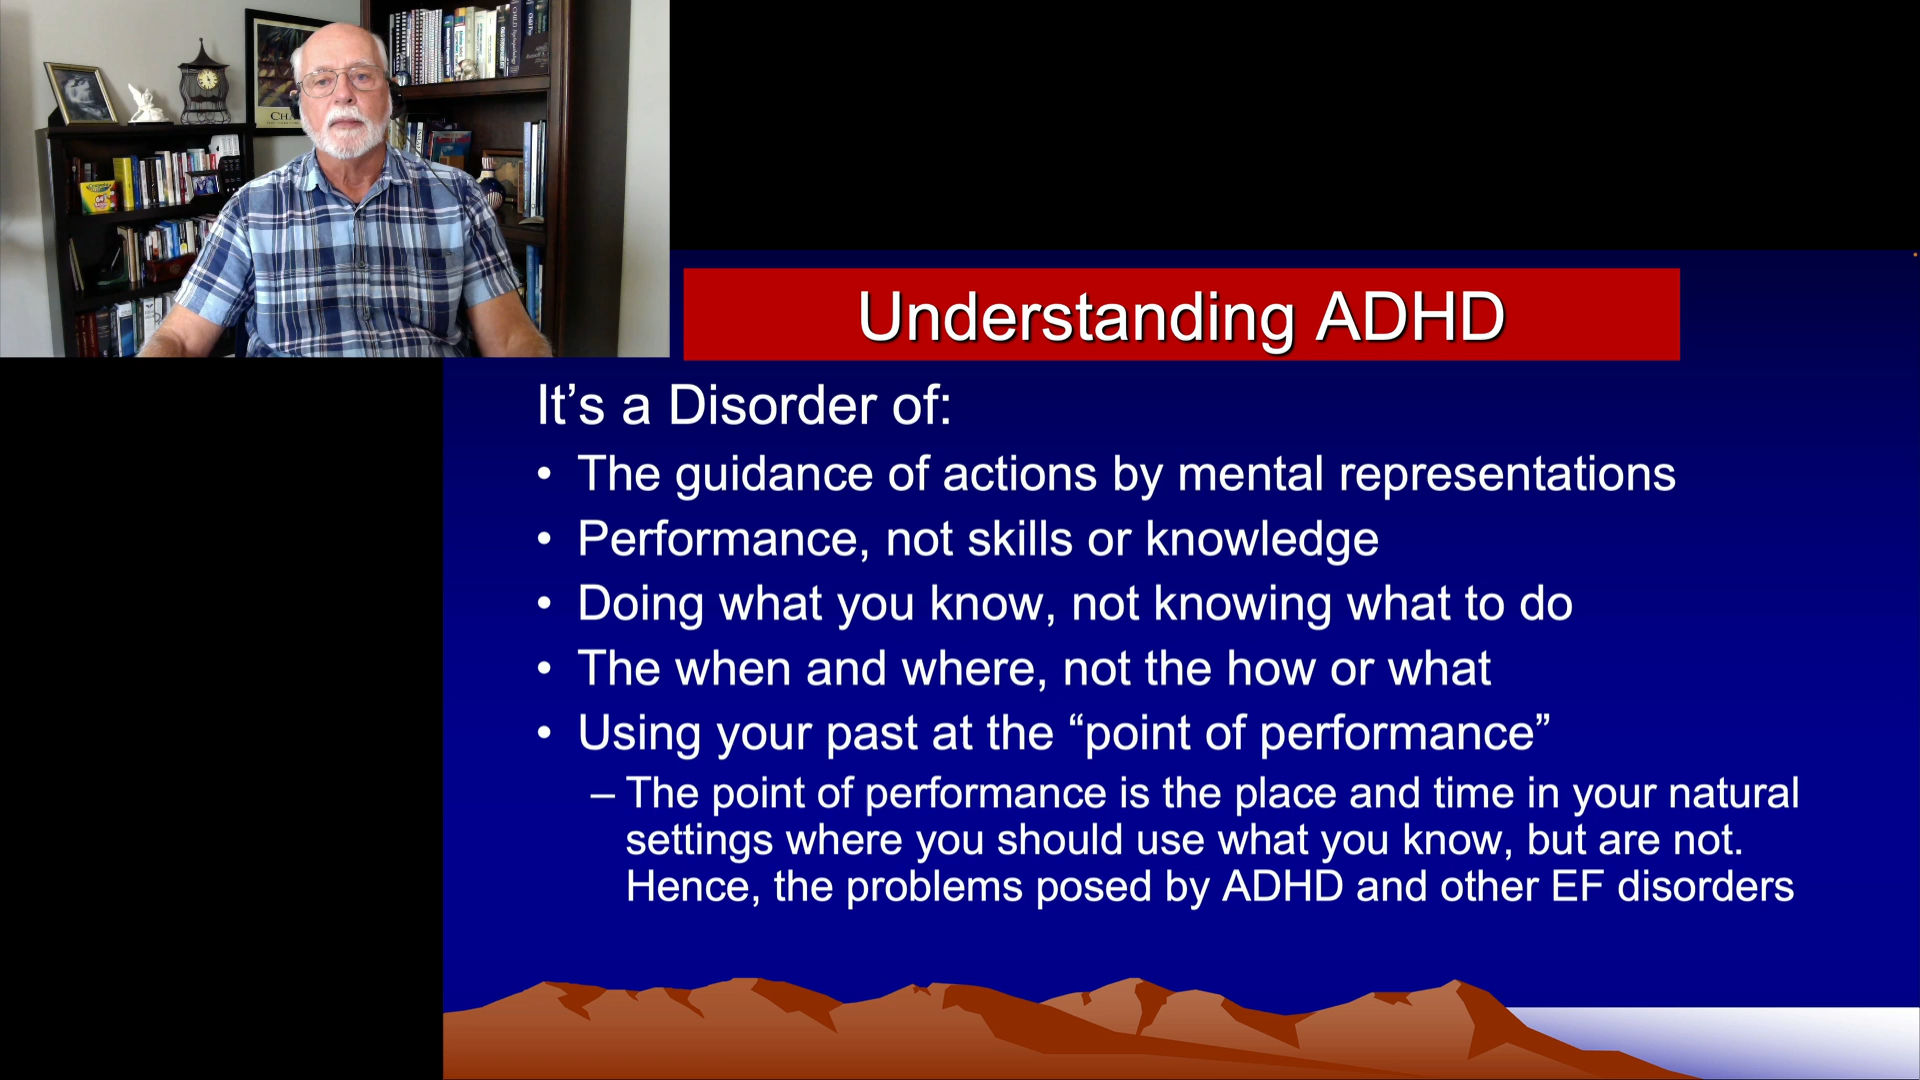 Understanding ADHD
It’s a Disorder of:
• The guidance of actions by mental representations
• Performance, not skills or knowledge
• Doing what you know, not knowing what to do
• The when and where, not the how or what
• Using your past at the “point of performance”
– The point of performance is the place and time in your natural
settings where you should use what you know, but are not.
Hence, the problems posed by ADHD and other EF disorders